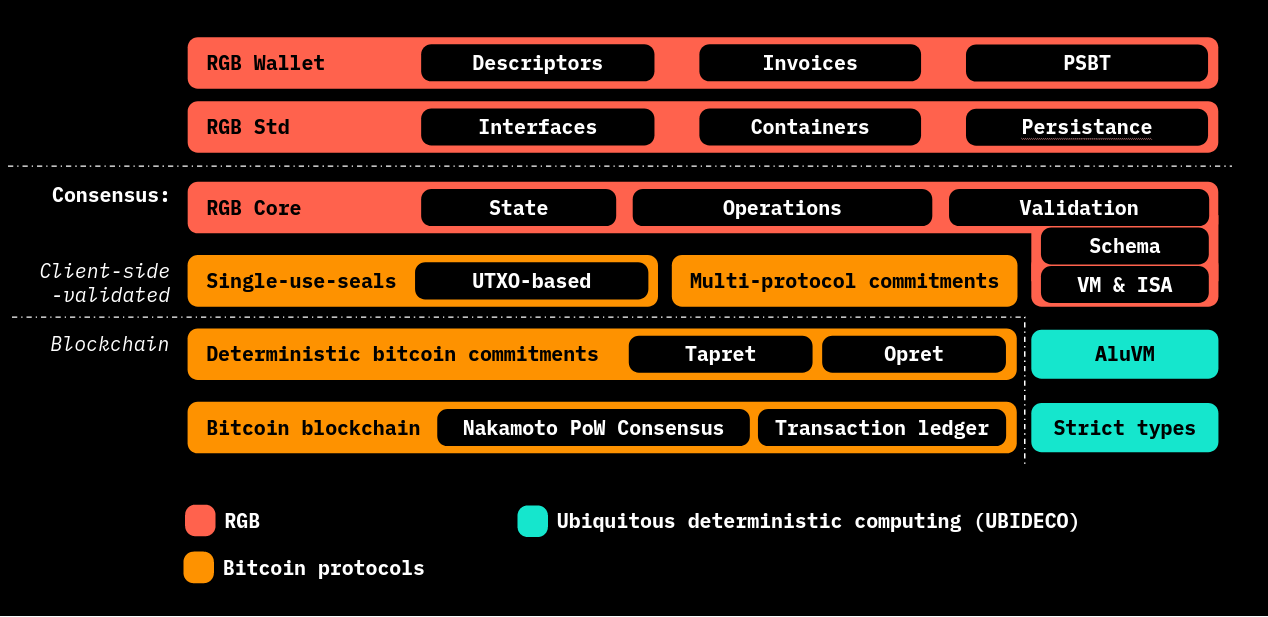 RGB Wallet Descriptors Invoices PSBT
RGB Std Interfaces Containers Persistance
Consensus:
RGB Core State Operations Validation
Schema
VM & ISA
Client-side
-validated
Single-use-seals UTXO-based Multi-protocol commitments
Blockchain
Deterministic bitcoin commitments Tapret Opret AluVM
Bitcoin blockchain Nakamoto PoW Consensus Transaction ledger Strict types
RGB Ubiquitous deterministic computing (UBIDECO)
Bitcoin protocols